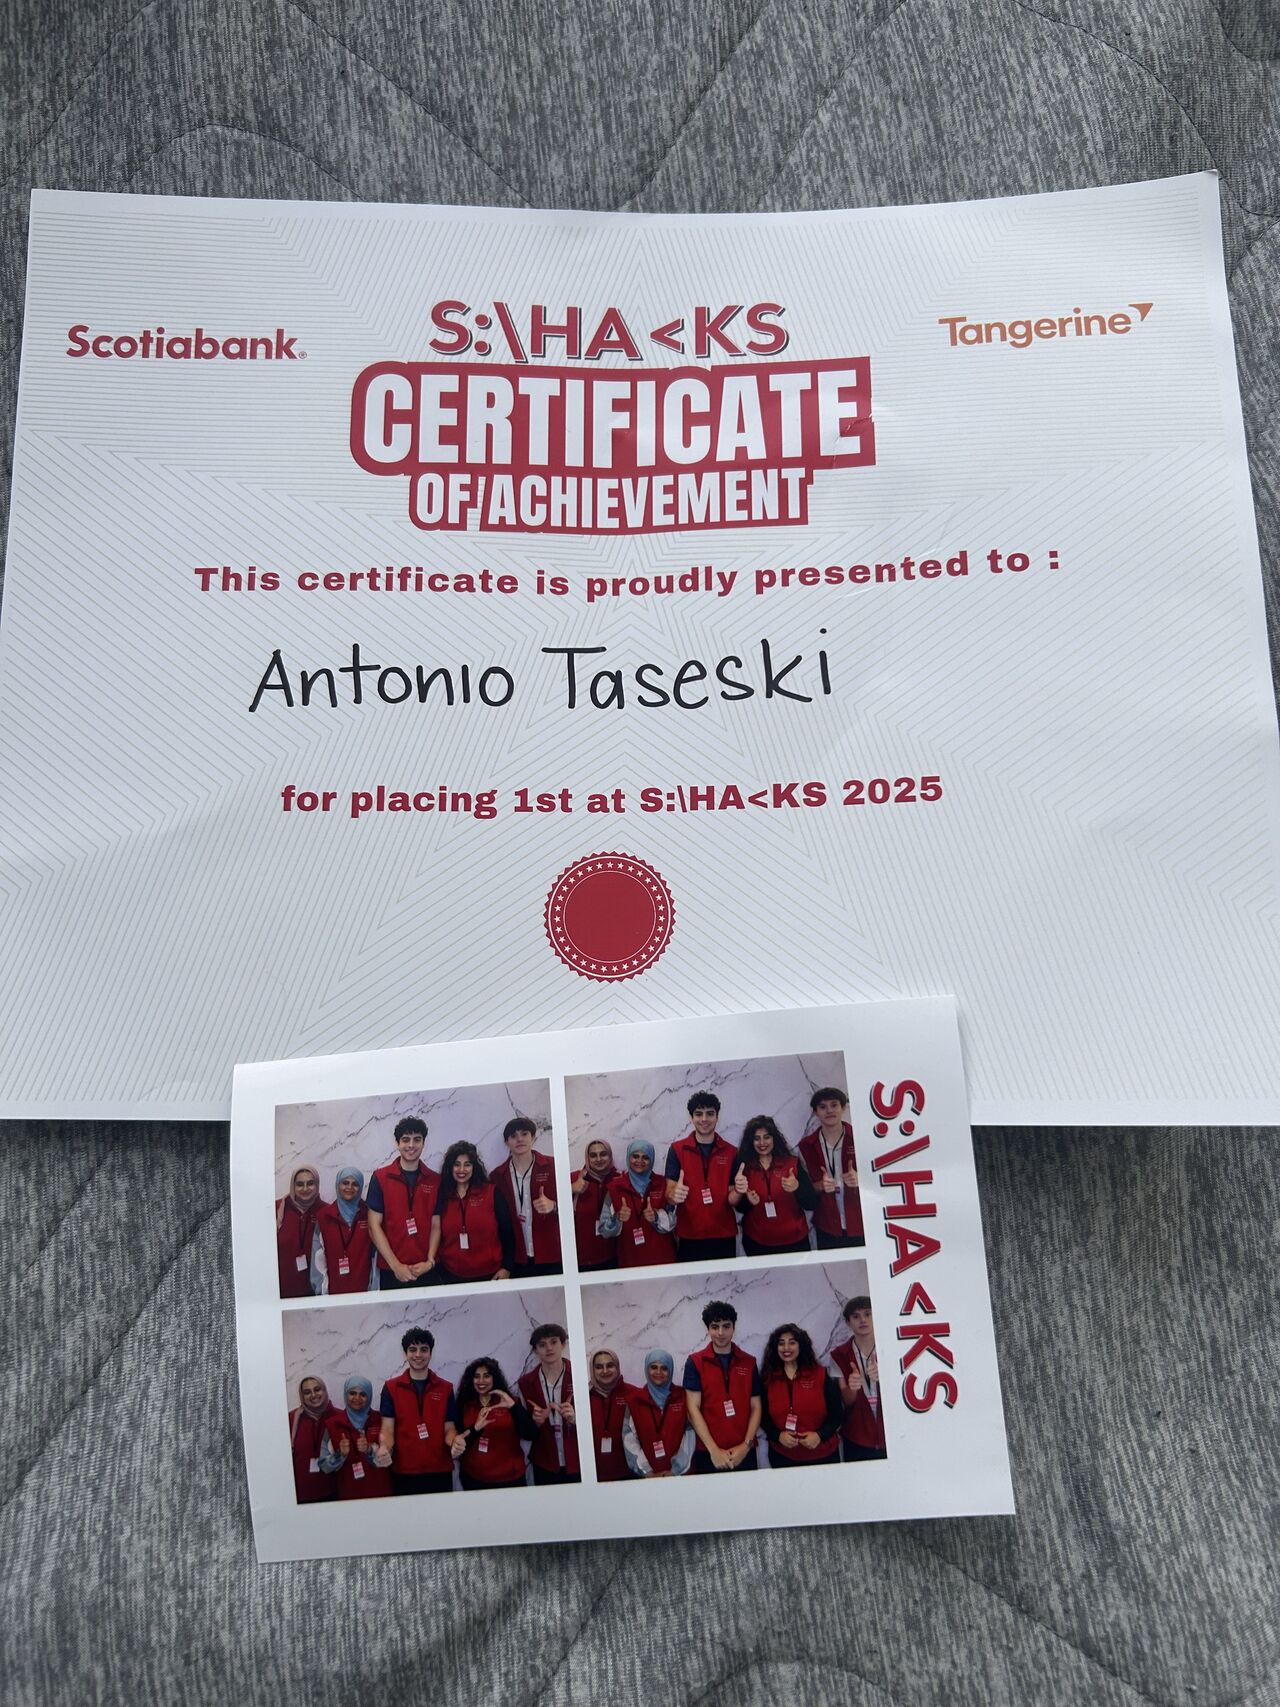 Scotiabank®
S:\HA<KS
Tangerine
CERTIFICATE
OF ACHIEVEMENT
This certificate is proudly presented to :
Antonio Taseski
for placing 1st at S:\HA<KS 2025
S:\HA<KS